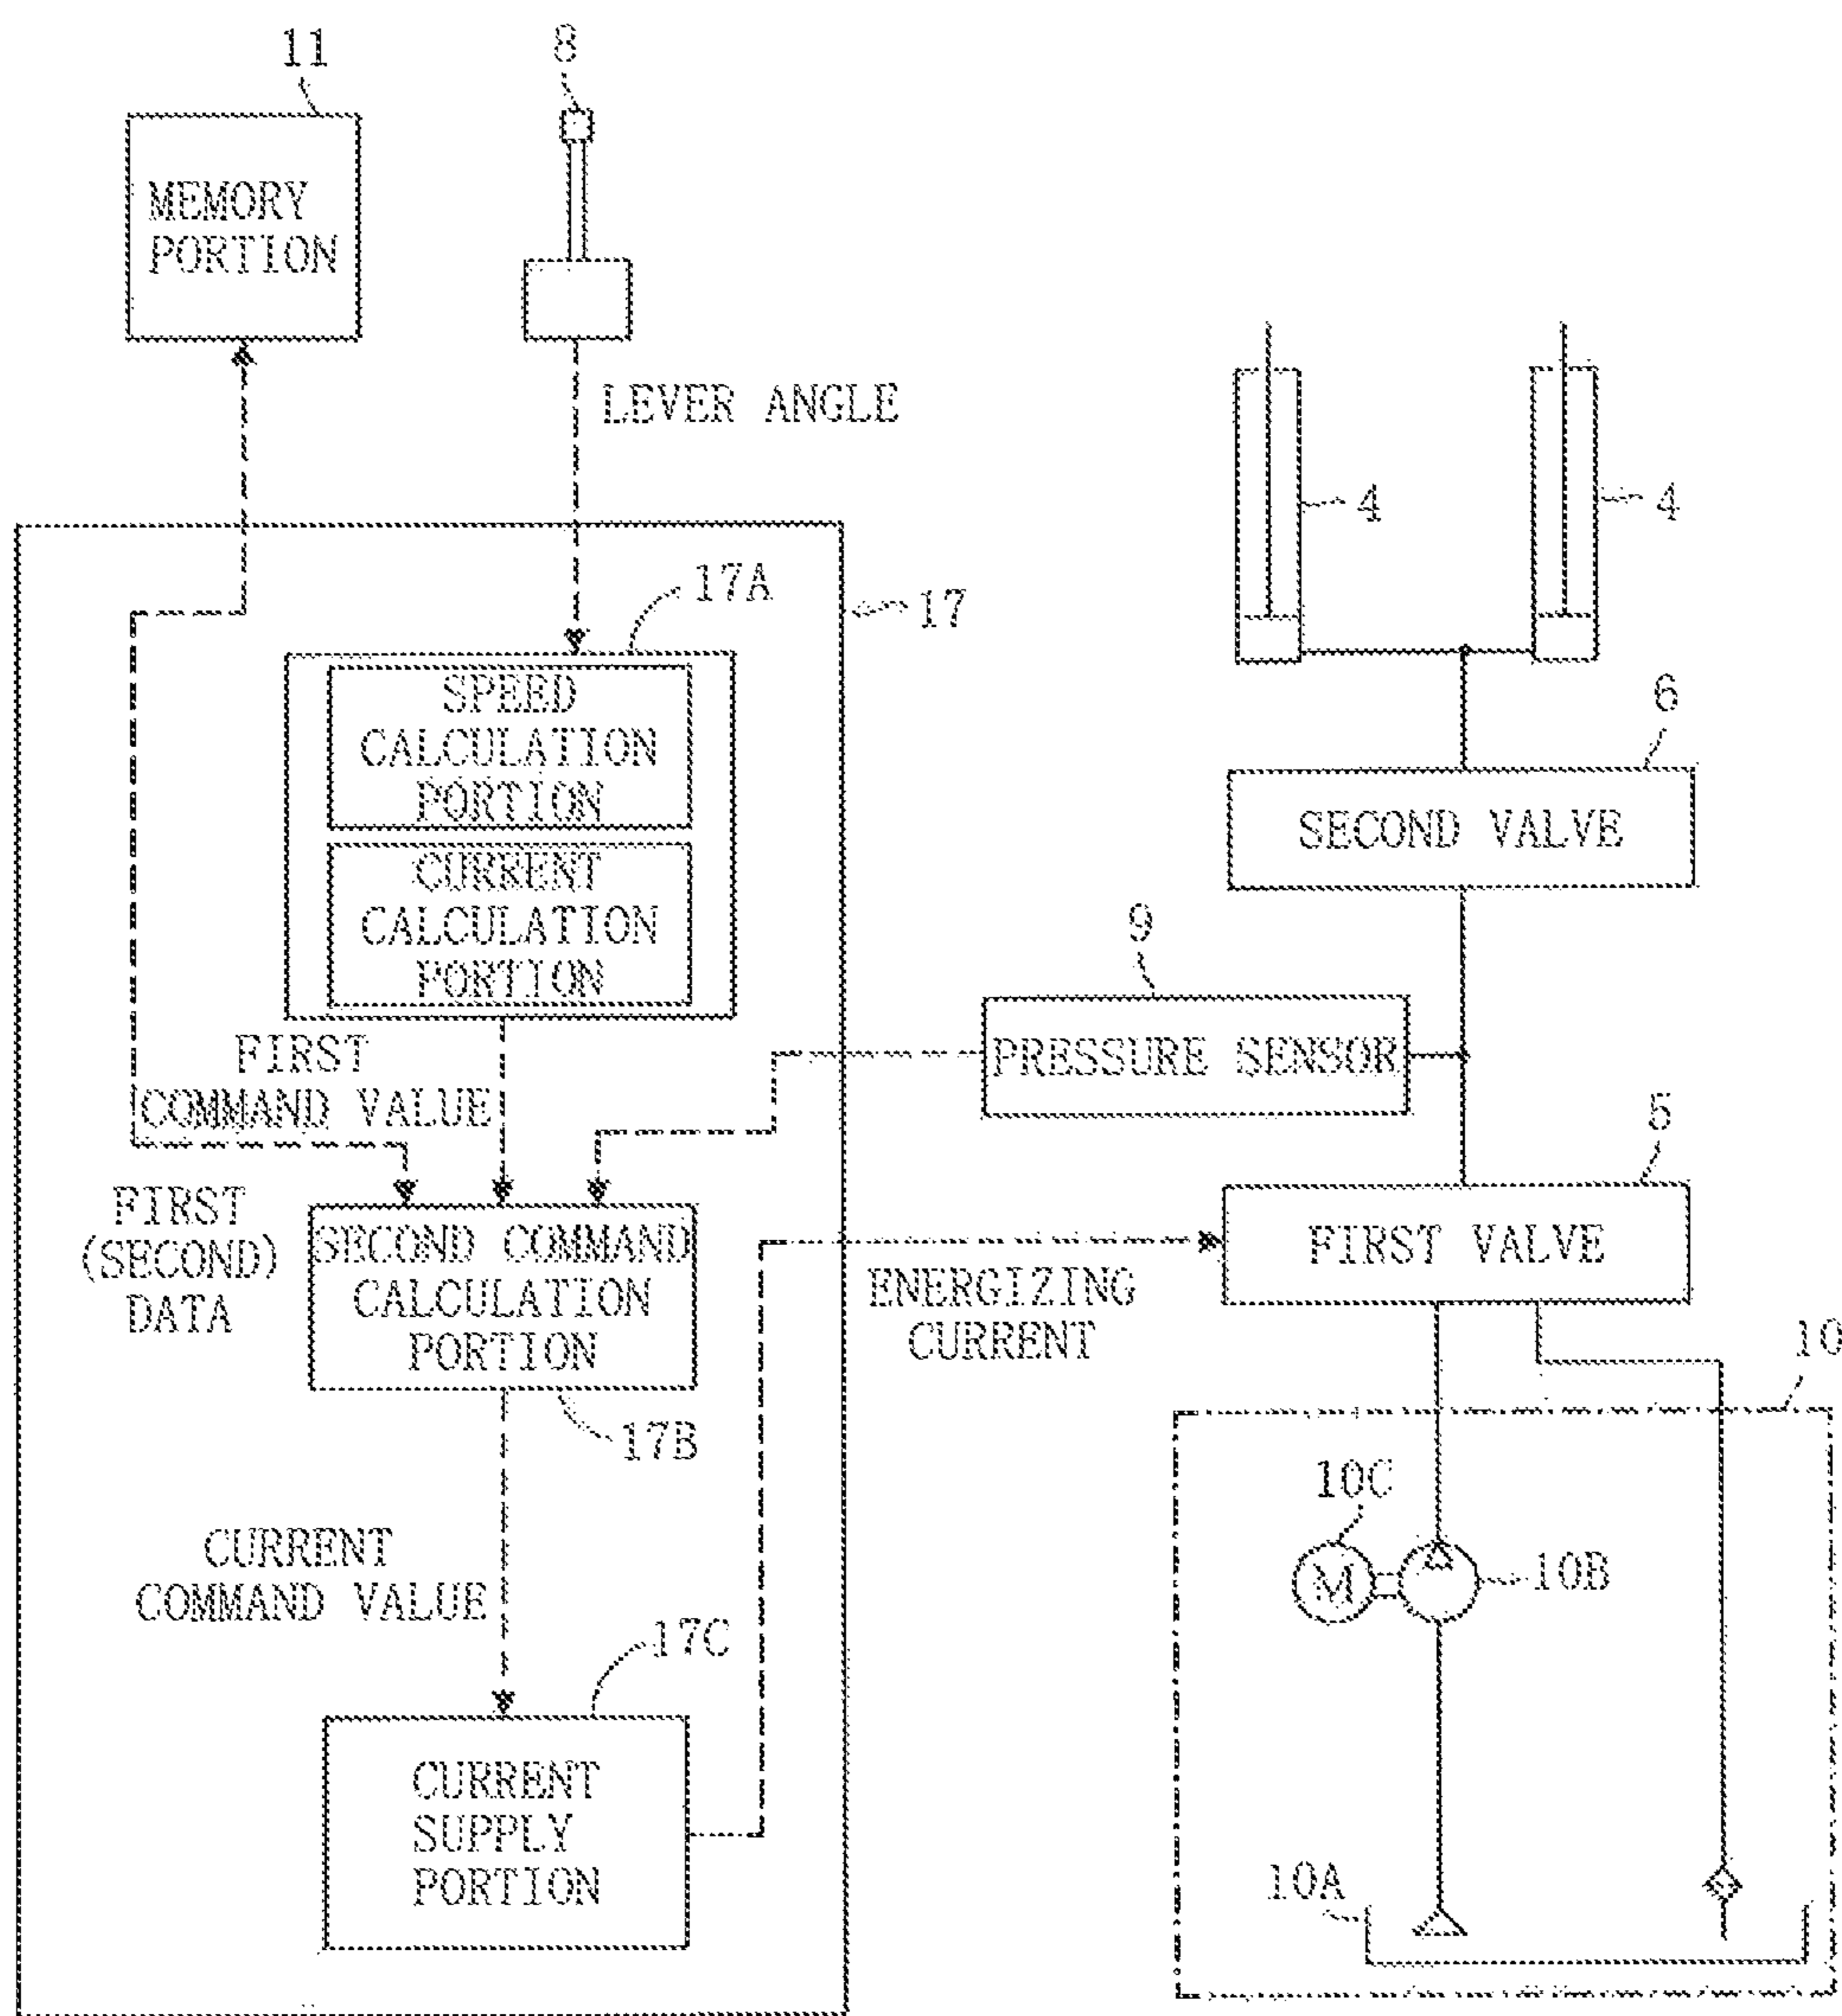 11
8
MEMORY
PORTION
LEVER ANGLE
4
4
17A
17
SPEED
CALCULATION
PORTION
6
CURRENT
CALCULATION
PORTION
SECOND VALVE
9
FIRST
COMMAND VALUE
PRESSURE SENSOR
5
FIRST
(SECOND)
DATA
SECOND COMMAND
CALCULATION
PORTION
FIRST VALVE
ENERGIZING
CURRENT
10
17B
10C
CURRENT
COMMAND VALUE
M
10B
17C
CURRENT
SUPPLY
PORTION
10A